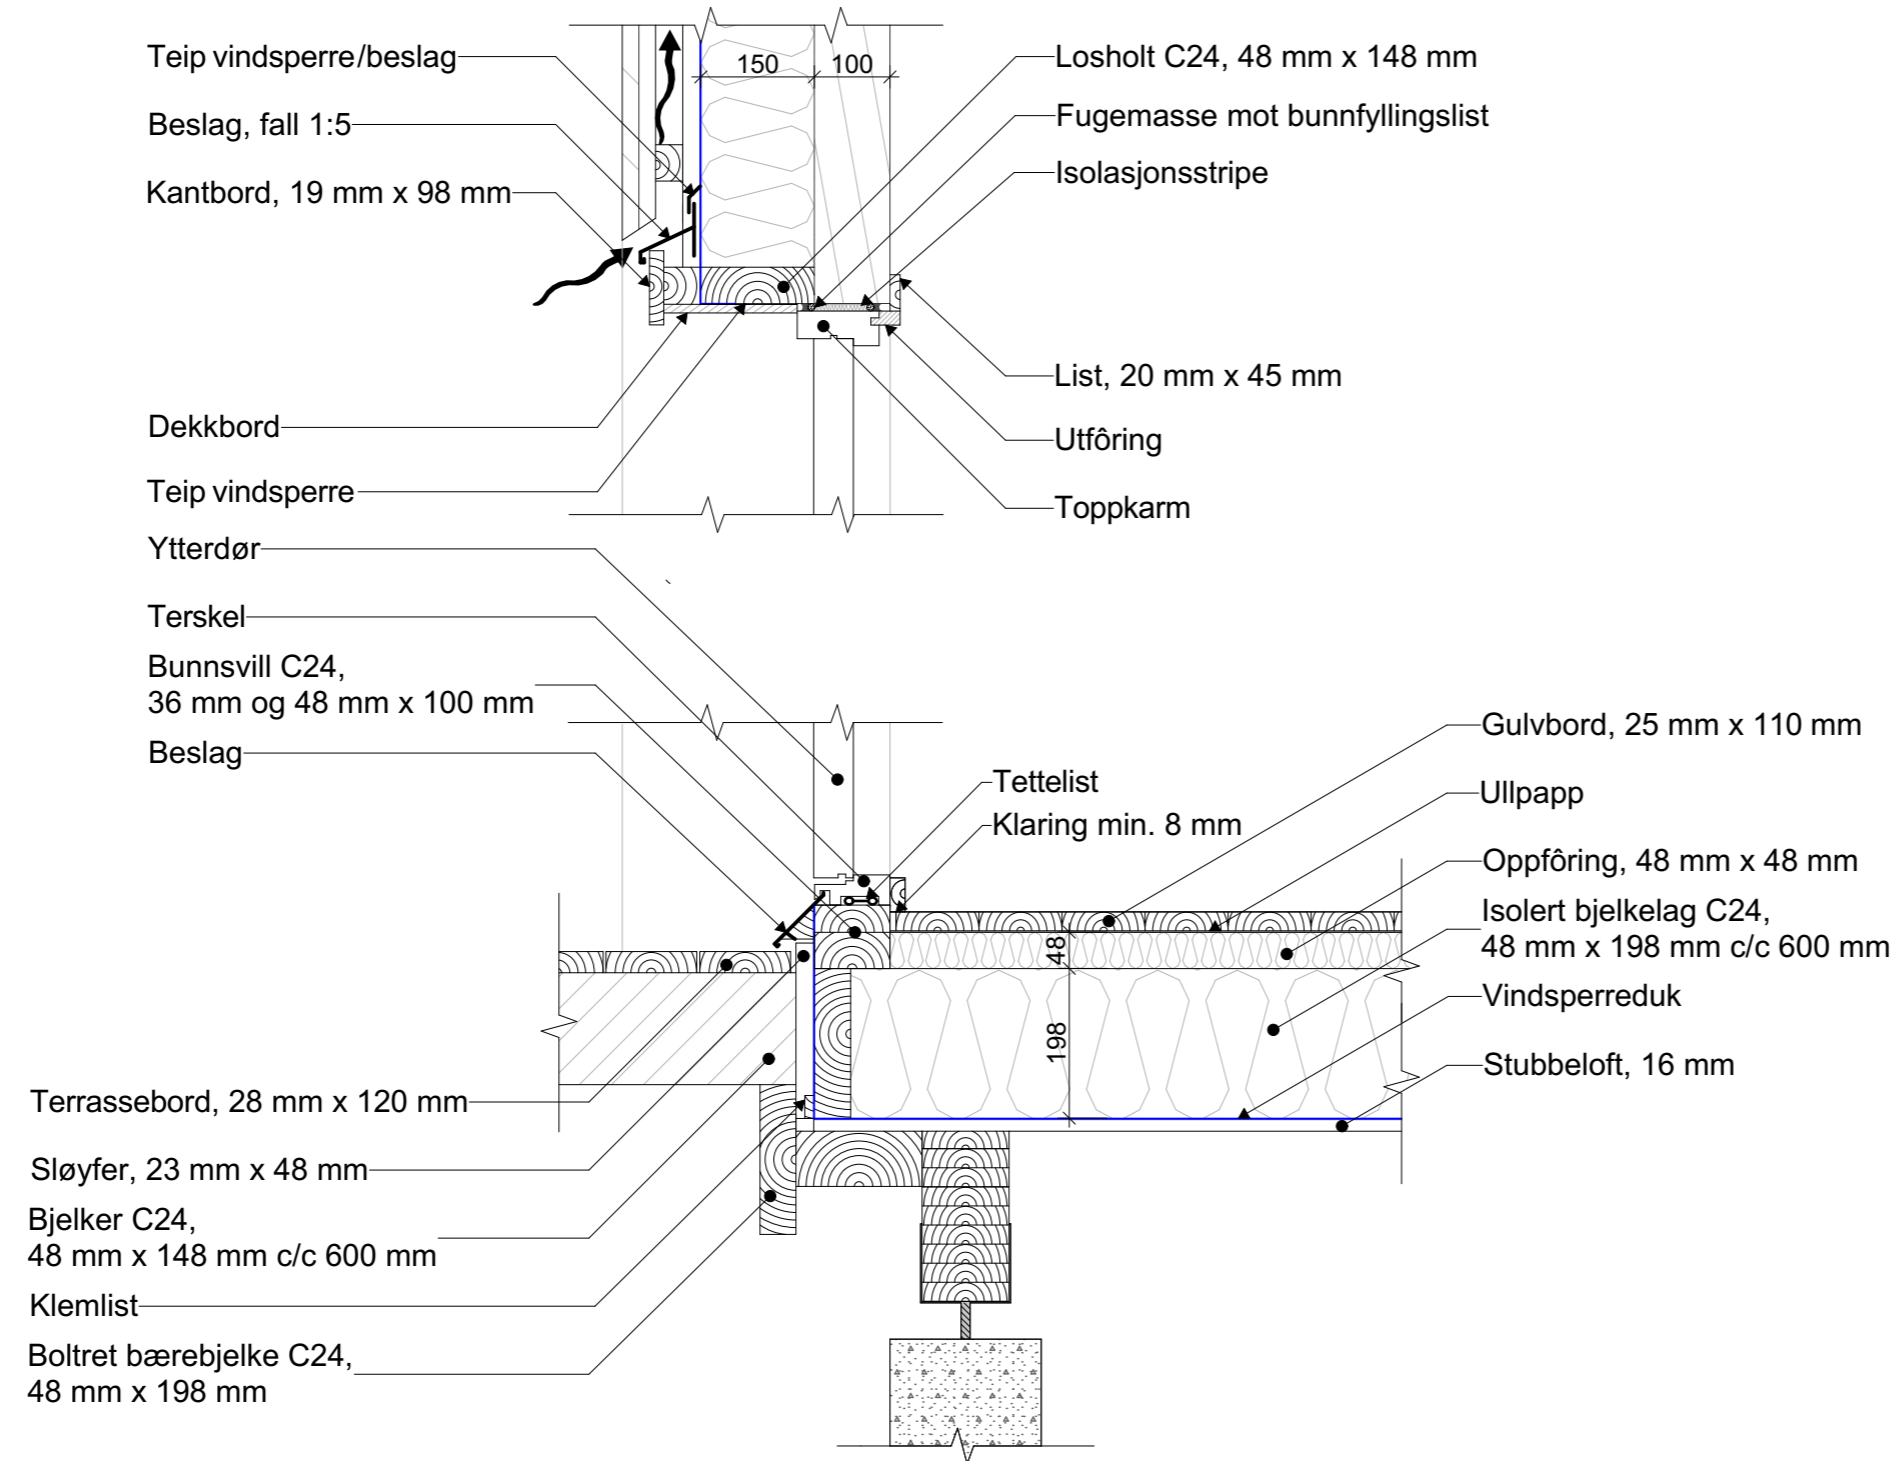 Teip vindsperre/beslag
Beslag, fall 1:5
Kantbord, 19 mm x 98 mm
150
100
Losholt C24, 48 mm x 148 mm
Fugemasse mot bunnfyllingslist
Isolasjonsstripe
List, 20 mm x 45 mm
Utfôring
Toppkarm
Dekkbord
Teip vindsperre
Ytterdør
Terskel
Bunnsvill C24,
36 mm og 48 mm x 100 mm
Beslag
Tettelist
Klaring min. 8 mm
Gulvbord, 25 mm x 110 mm
Ullpapp
Oppfôring, 48 mm x 48 mm
Isolert bjelkelag C24,
48 mm x 198 mm c/c 600 mm
Vindsperreduk
Stubbeloft, 16 mm
48
198
Terrassebord, 28 mm x 120 mm
Sløyfer, 23 mm x 48 mm
Bjelker C24,
48 mm x 148 mm c/c 600 mm
Klemlist
Boltret bærebjelke C24,
48 mm x 198 mm